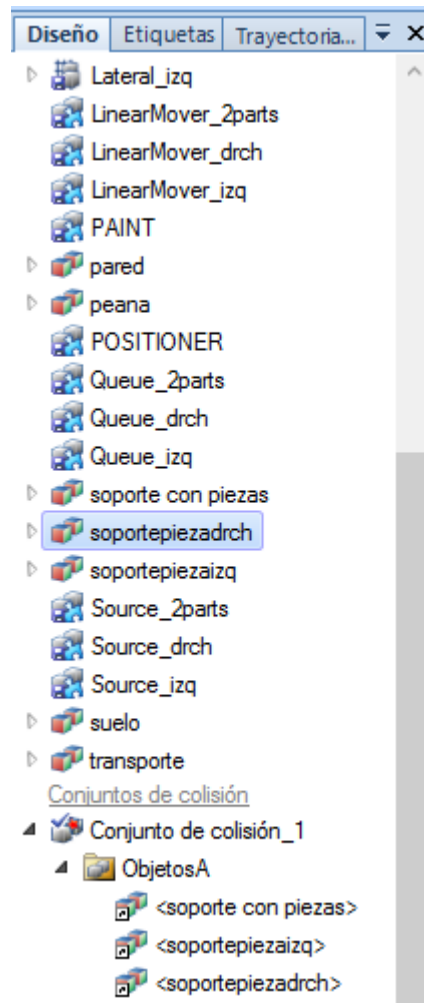 Diseño Etiquetas Trayectoria...
Lateral_izq
LinearMover_2parts
LinearMover_drch
LinearMover_izq
PAINT
pared
peana
POSITIONER
Queue_2parts
Queue_drch
Queue_izq
soporte con piezas
soportepiezadrch
soportepiezaizq
Source_2parts
Source_drch
Source_izq
suelo
transporte
Conjuntos de colisión
Conjunto de colisión_1
ObjetosA
<soporte con piezas>
<soportepiezaizq>
<soportepiezadrch>